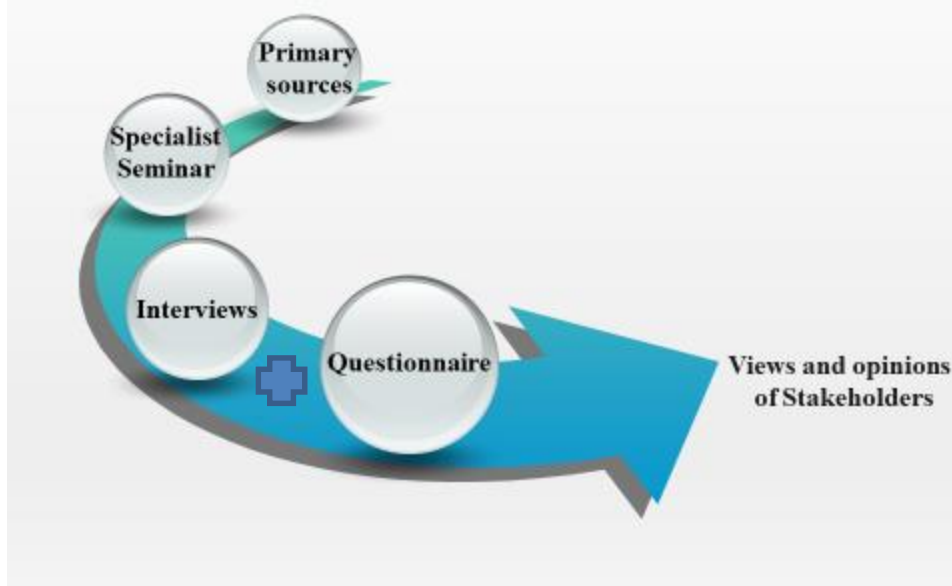 Primary
sources
Specialist
Seminar
Interviews
Questionnaire
Views and opinions
of Stakeholders